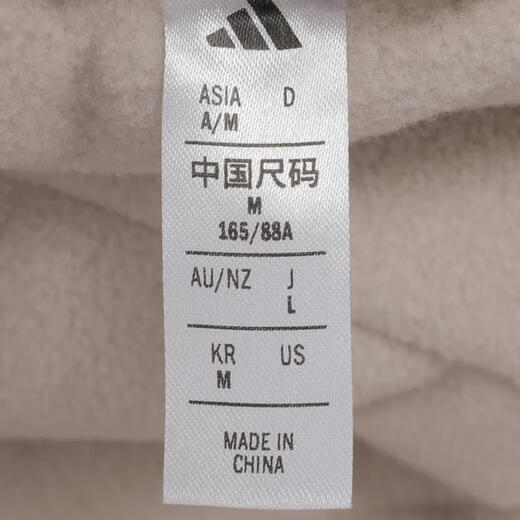 ASIA D
A/M
中国尺码
M
165/88A
AU/NZ J
L
KR US
M
MADE IN
CHINA